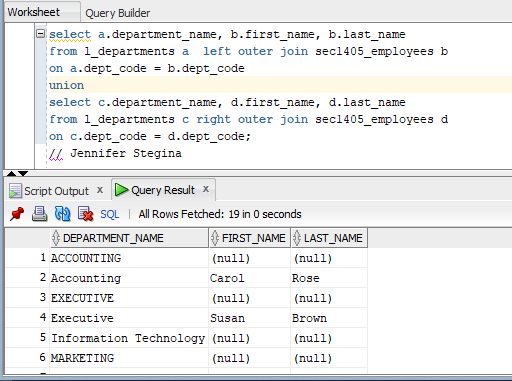 Worksheet Query Builder
select a.department_name, b.first_name, b.last_name
from l_departments a left outer join sec1405_employees b
on a.dept_code = b.dept_code
union
select c.department_name, d.first_name, d.last_name
from l_departments c right outer join sec1405_employees d
on c.dept_code = d.dept_code;
// Jennifer Stegina
Script Output x Query Result x
SQL | All Rows Fetched: 19 in 0 seconds
DEPARTMENT_NAME FIRST_NAME LAST_NAME
1 ACCOUNTING (null) (null)
2 Accounting Carol Rose
3 EXECUTIVE (null) (null)
4 Executive Susan Brown
5 Information Technology (null) (null)
6 MARKETING (null) (null)